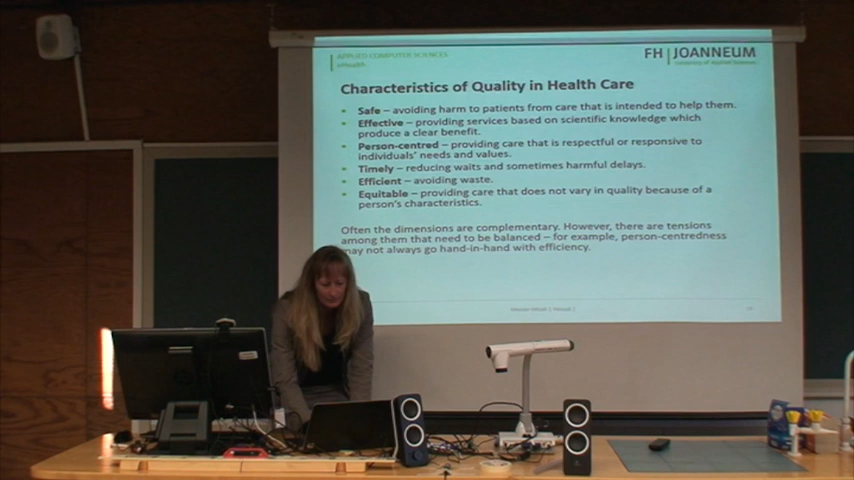 APPLIED COMPUTER SCIENCES
eHealth
FH | JOANNEUM
University of Applied Sciences
Characteristics of Quality in Health Care
Safe – avoiding harm to patients from care that is intended to help them.
Effective – providing services based on scientific knowledge which
produce a clear benefit.
Person-centred – providing care that is respectful or responsive to
individuals' needs and values.
Timely – reducing waits and sometimes harmful delays.
Efficient – avoiding waste.
Equitable – providing care that does not vary in quality because of a
person's characteristics.
Often the dimensions are complementary. However, there are tensions
among them that need to be balanced – for example, person-centredness
may not always go hand-in-hand with efficiency.